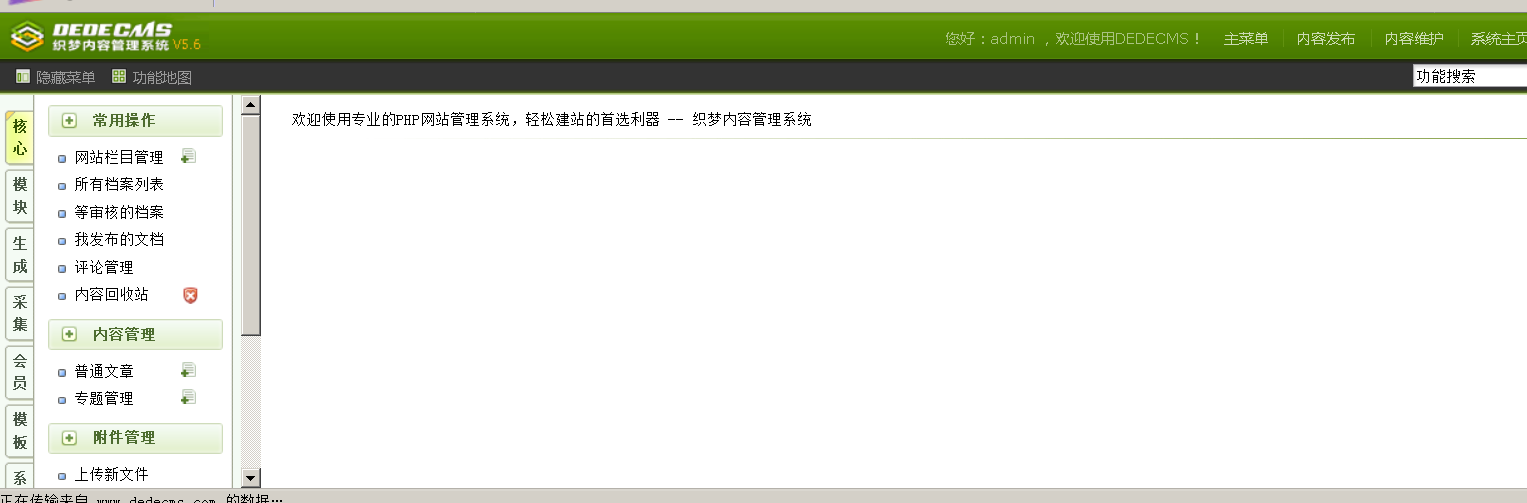 DEDECMS
织梦内容管理系统 V5.6
您好：admin ，欢迎使用DEDECMS！ 主菜单 内容发布 内容维护 系统主页
隐藏菜单 功能地图
功能搜索
核心
模块
生成
采集
会员
模板
系
常用操作
网站栏目管理
所有档案列表
等审核的档案
我发布的文档
评论管理
内容回收站
内容管理
普通文章
专题管理
附件管理
上传新文件
欢迎使用专业的PHP网站管理系统，轻松建站的首选利器 -- 织梦内容管理系统
正在传输来自 www.dedecms.com 的数据…